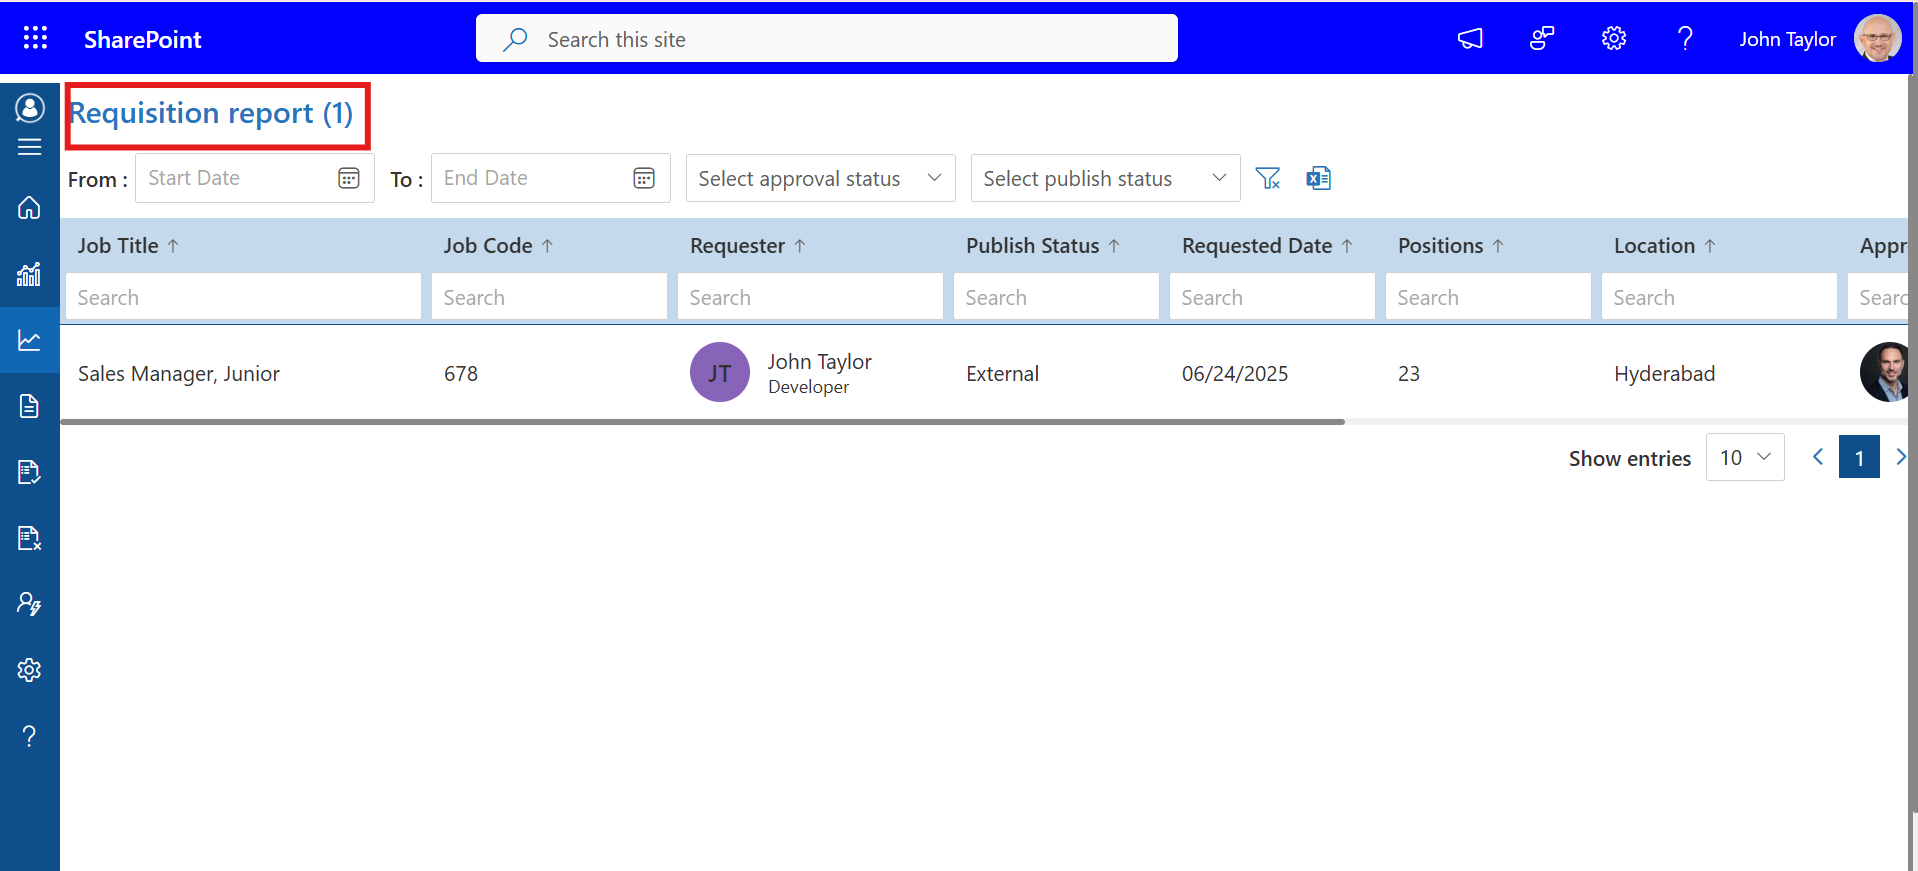 SharePoint
Search this site
John Taylor
Requisition report (1)
From :
Start Date
To :
End Date
Select approval status
Select publish status
Job Title ↑
Job Code ↑
Requester ↑
Publish Status ↑
Requested Date ↑
Positions ↑
Location ↑
Appr
Search
Search
Search
Search
Search
Search
Search
Searc
Sales Manager, Junior
678
JT
John Taylor
Developer
External
06/24/2025
23
Hyderabad
Show entries
10
1